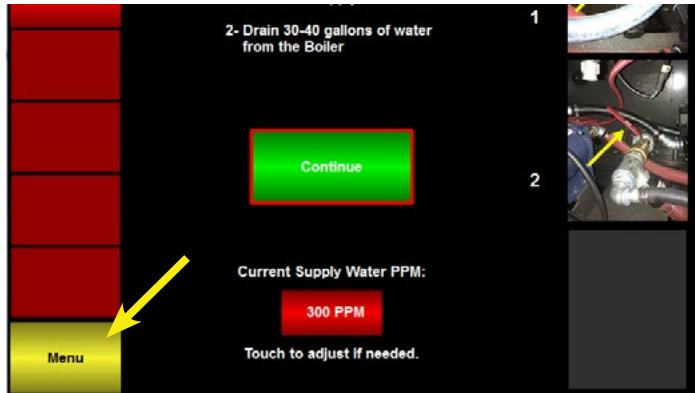 2- Drain 30-40 gallons of water
from the Boiler
1
Continue
2
Current Supply Water PPM:
300 PPM
Touch to adjust if needed.
Menu